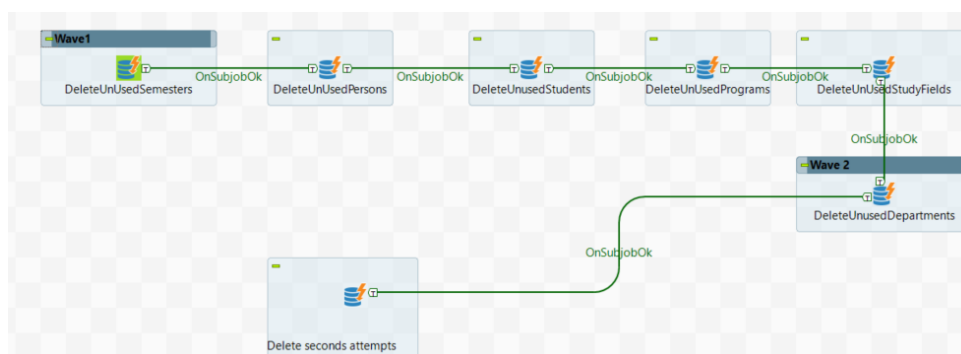 Wave1
OnSubjobOk
OnSubjobOk
OnSubjobOk
OnSubjobOk
DeleteUnUsedSemesters
DeleteUnUsedPersons
DeleteUnusedStudents
DeleteUnUsedPrograms
DeleteUnUsedStudyFields
OnSubjobOk
Wave 2
DeleteUnusedDepartments
OnSubjobOk
Delete seconds attempts